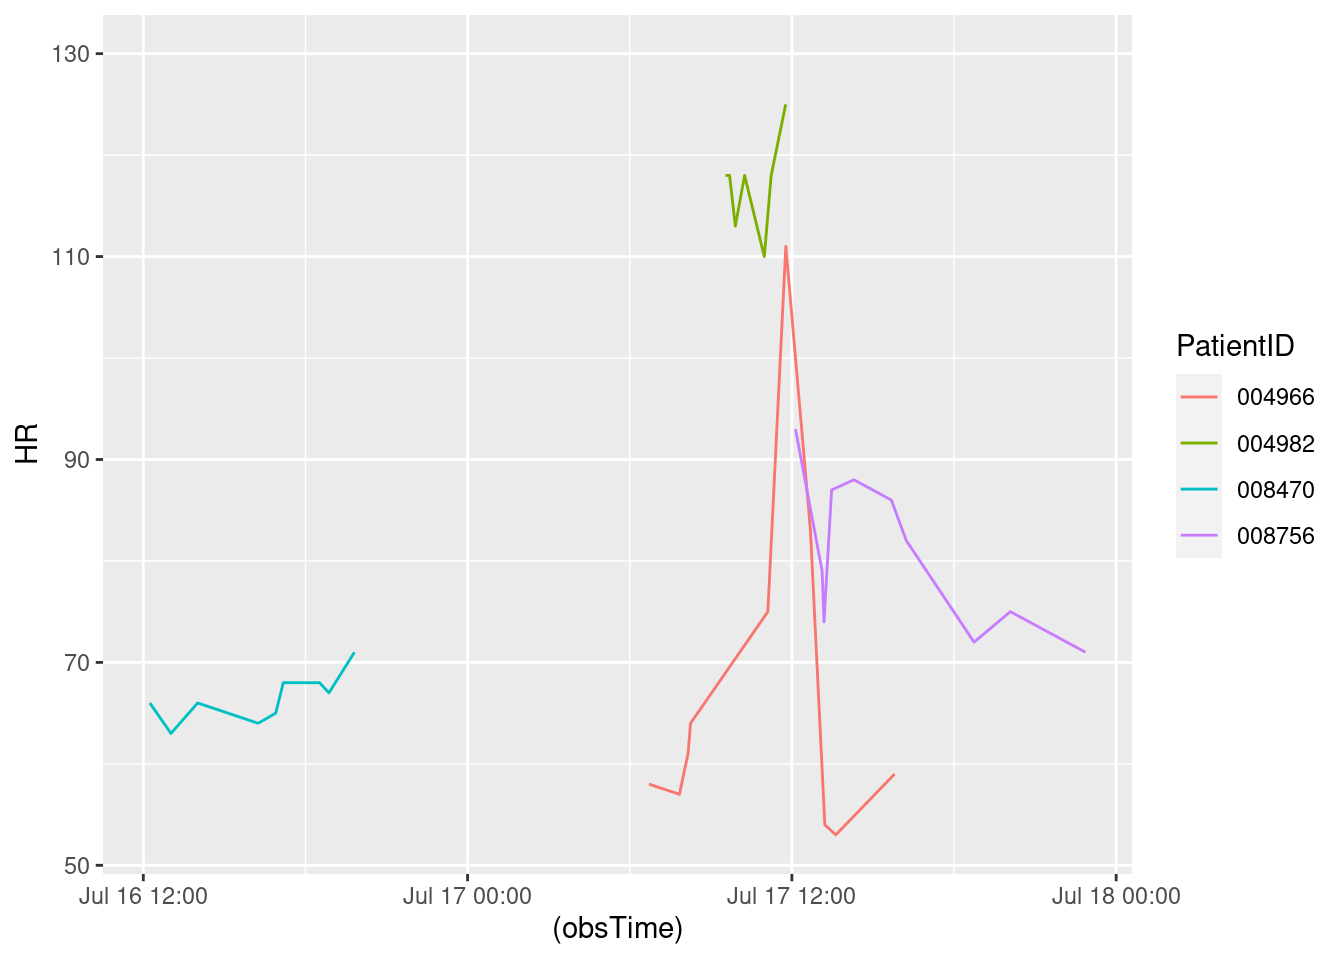 130
110
90
70
50
HR
Jul 16 12:00
Jul 17 00:00
Jul 17 12:00
Jul 18 00:00
(obsTime)
PatientID
004966
004982
008470
008756